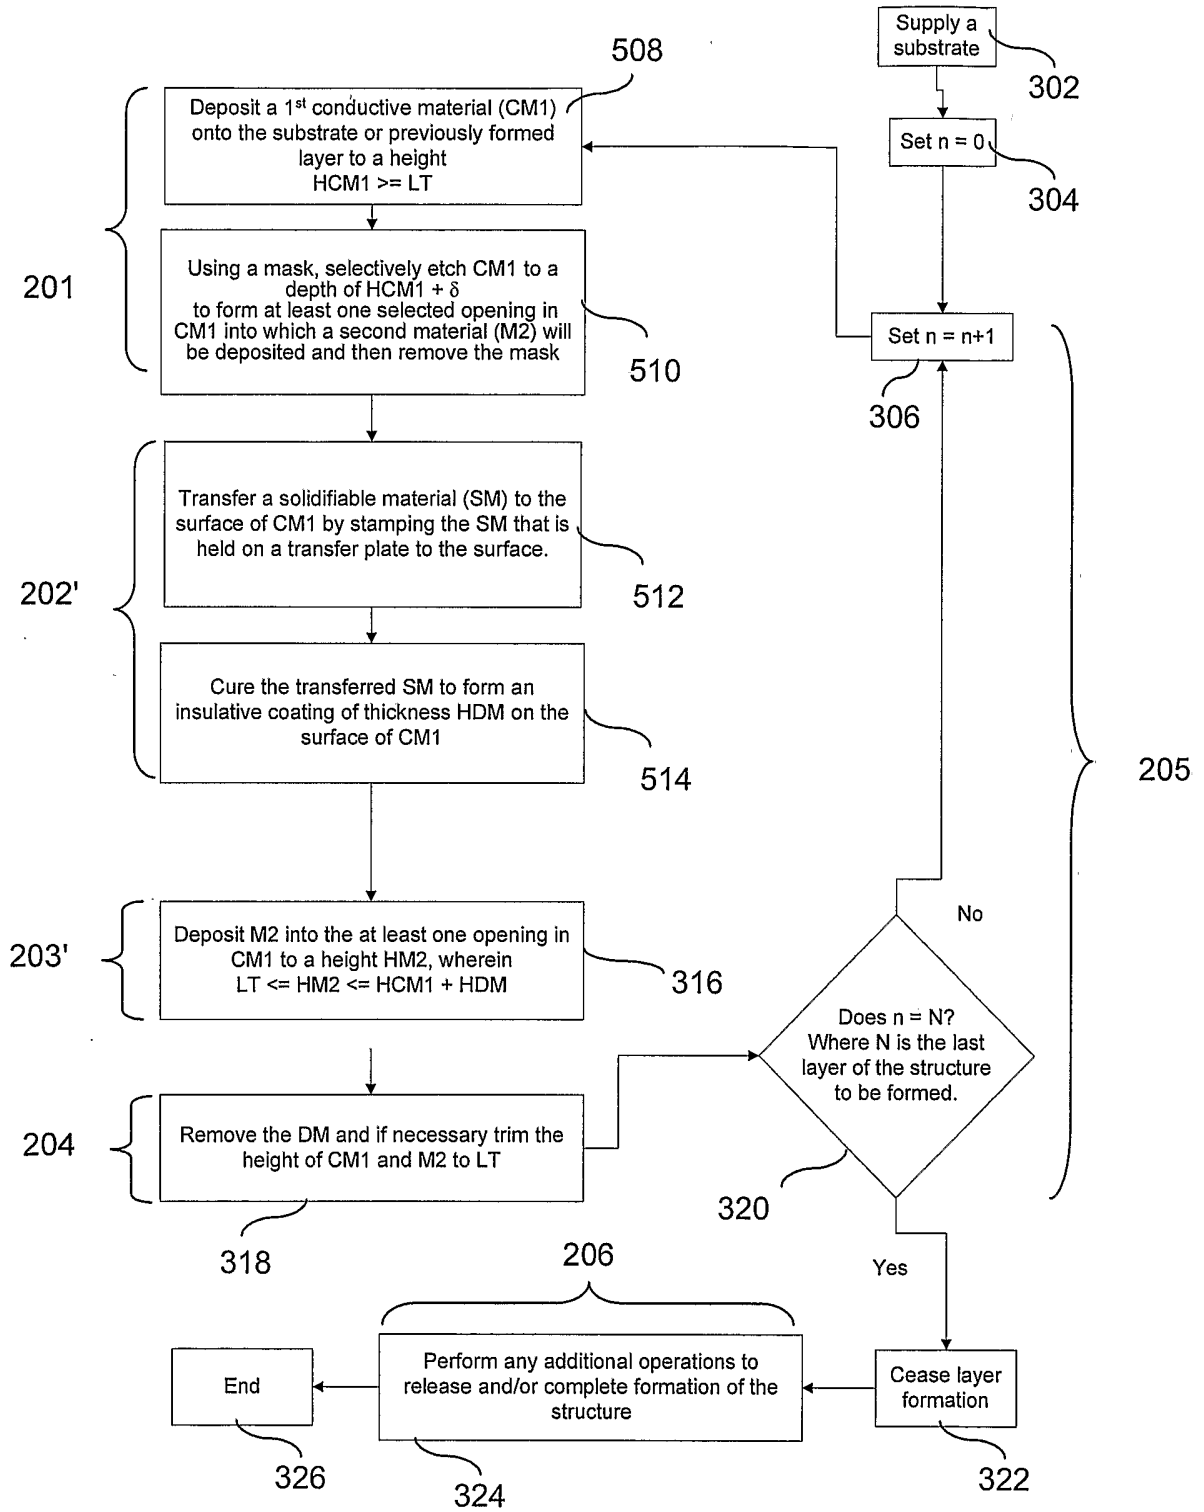 Supply a
substrate
302
Set n = 0
304
Set n = n+1
306
508
Deposit a 1st conductive material (CM1)
onto the substrate or previously formed
layer to a height
HCM1 >= LT
201
Using a mask, selectively etch CM1 to a
depth of HCM1 + δ
to form at least one selected opening in
CM1 into which a second material (M2) will
be deposited and then remove the mask
510
Transfer a solidifiable material (SM) to the
surface of CM1 by stamping the SM that is
held on a transfer plate to the surface.
512
202'
Cure the transferred SM to form an
insulative coating of thickness HDM on the
surface of CM1
514
205
203'
Deposit M2 into the at least one opening in
CM1 to a height HM2, wherein
LT <= HM2 <= HCM1 + HDM
316
No
Does n = N?
Where N is the last
layer of the structure
to be formed.
320
204
Remove the DM and if necessary trim the
height of CM1 and M2 to LT
318
Yes
206
Cease layer
formation
322
Perform any additional operations to
release and/or complete formation of the
structure
324
End
326